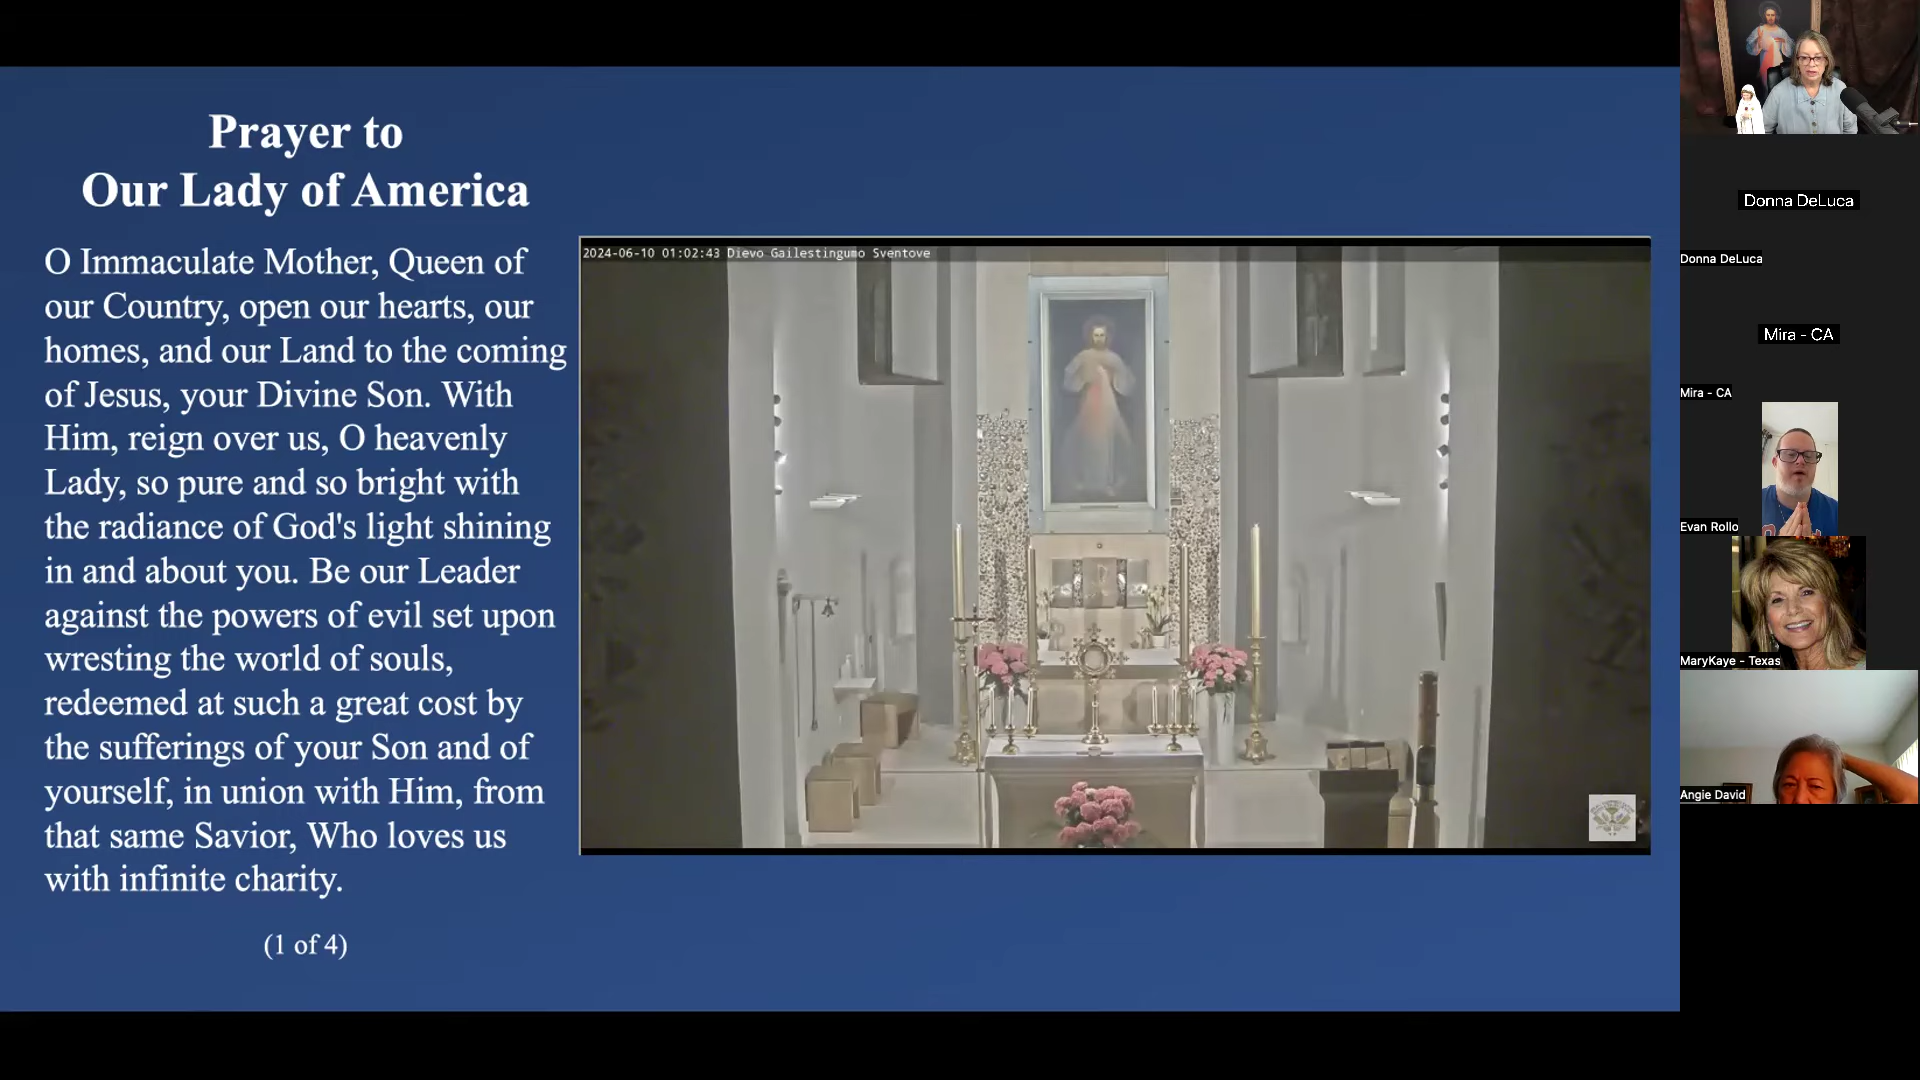 Prayer to
Our Lady of America
O Immaculate Mother, Queen of
our Country, open our hearts, our
homes, and our Land to the coming
of Jesus, your Divine Son. With
Him, reign over us, O heavenly
Lady, so pure and so bright with
the radiance of God's light shining
in and about you. Be our Leader
against the powers of evil set upon
wresting the world of souls,
redeemed at such a great cost by
the sufferings of your Son and of
yourself, in union with Him, from
that same Savior, Who loves us
with infinite charity.
(1 of 4)
2024-06-10 01:02:43 Dievo Gailestingumo Sventove
Donna DeLuca
Donna DeLuca
Mira - CA
Mira - CA
Evan Rollo
MaryKaye - Texas
Angie David